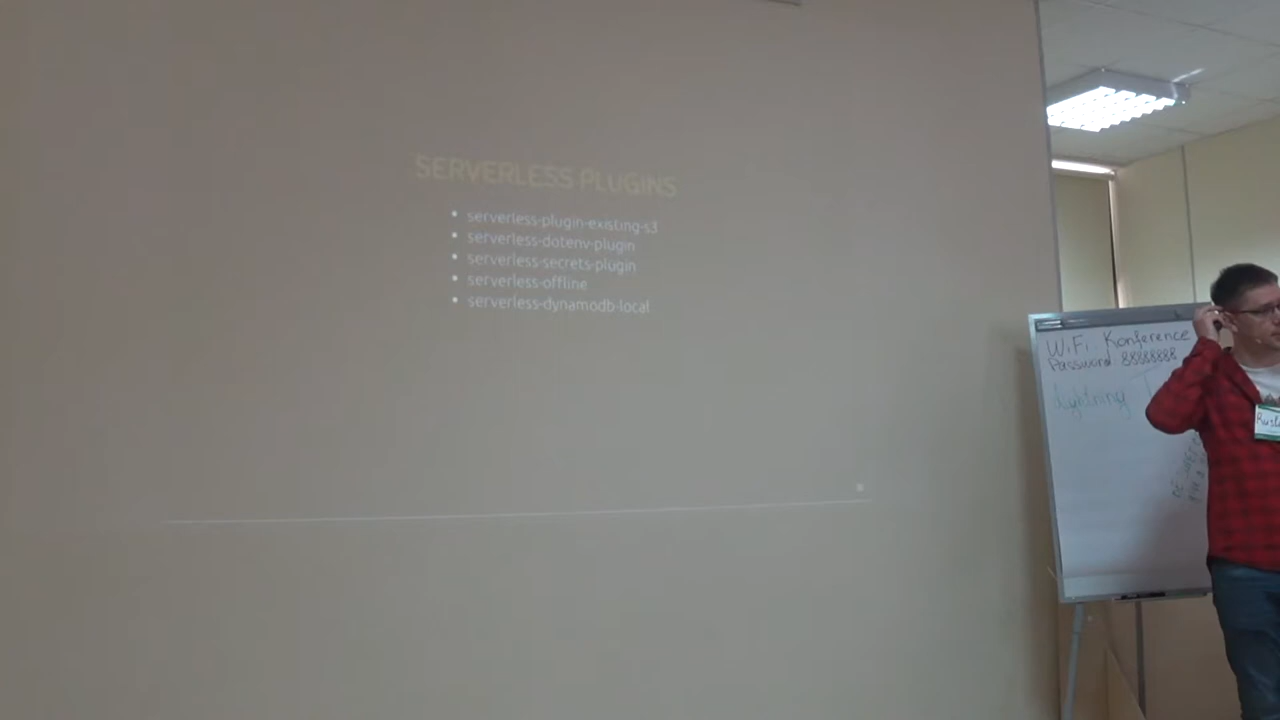 SERVERLESS PLUGINS
serverless-plugin-existing-s3
serverless-dotenv-plugin
serverless-secrets-plugin
serverless-offline
serverless-dynamodb-local
WiFi Konference
Password: 88888888
Lightning